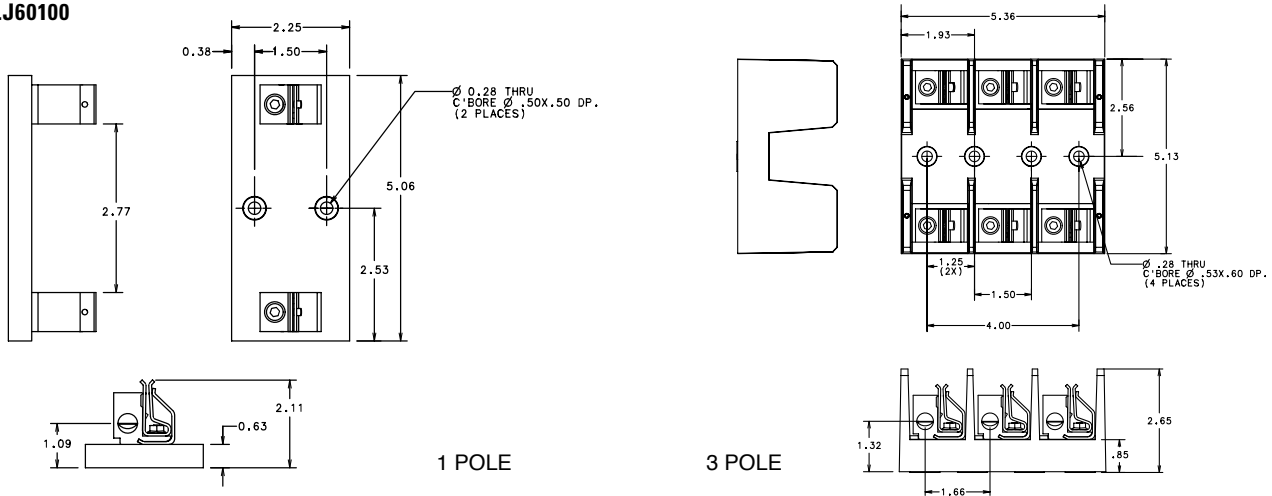 J60100
2.25
0.38
1.50
Ø 0.28 THRU
C'BORE Ø .50X.50 DP.
(2 PLACES)
2.77
5.06
2.53
2.11
0.63
1.09
1 POLE
5.36
1.93
2.56
5.13
1.25
(2X)
Ø .28 THRU
C'BORE Ø .53X.60 DP.
(4 PLACES)
1.50
4.00
2.65
1.32
.85
1.66
3 POLE